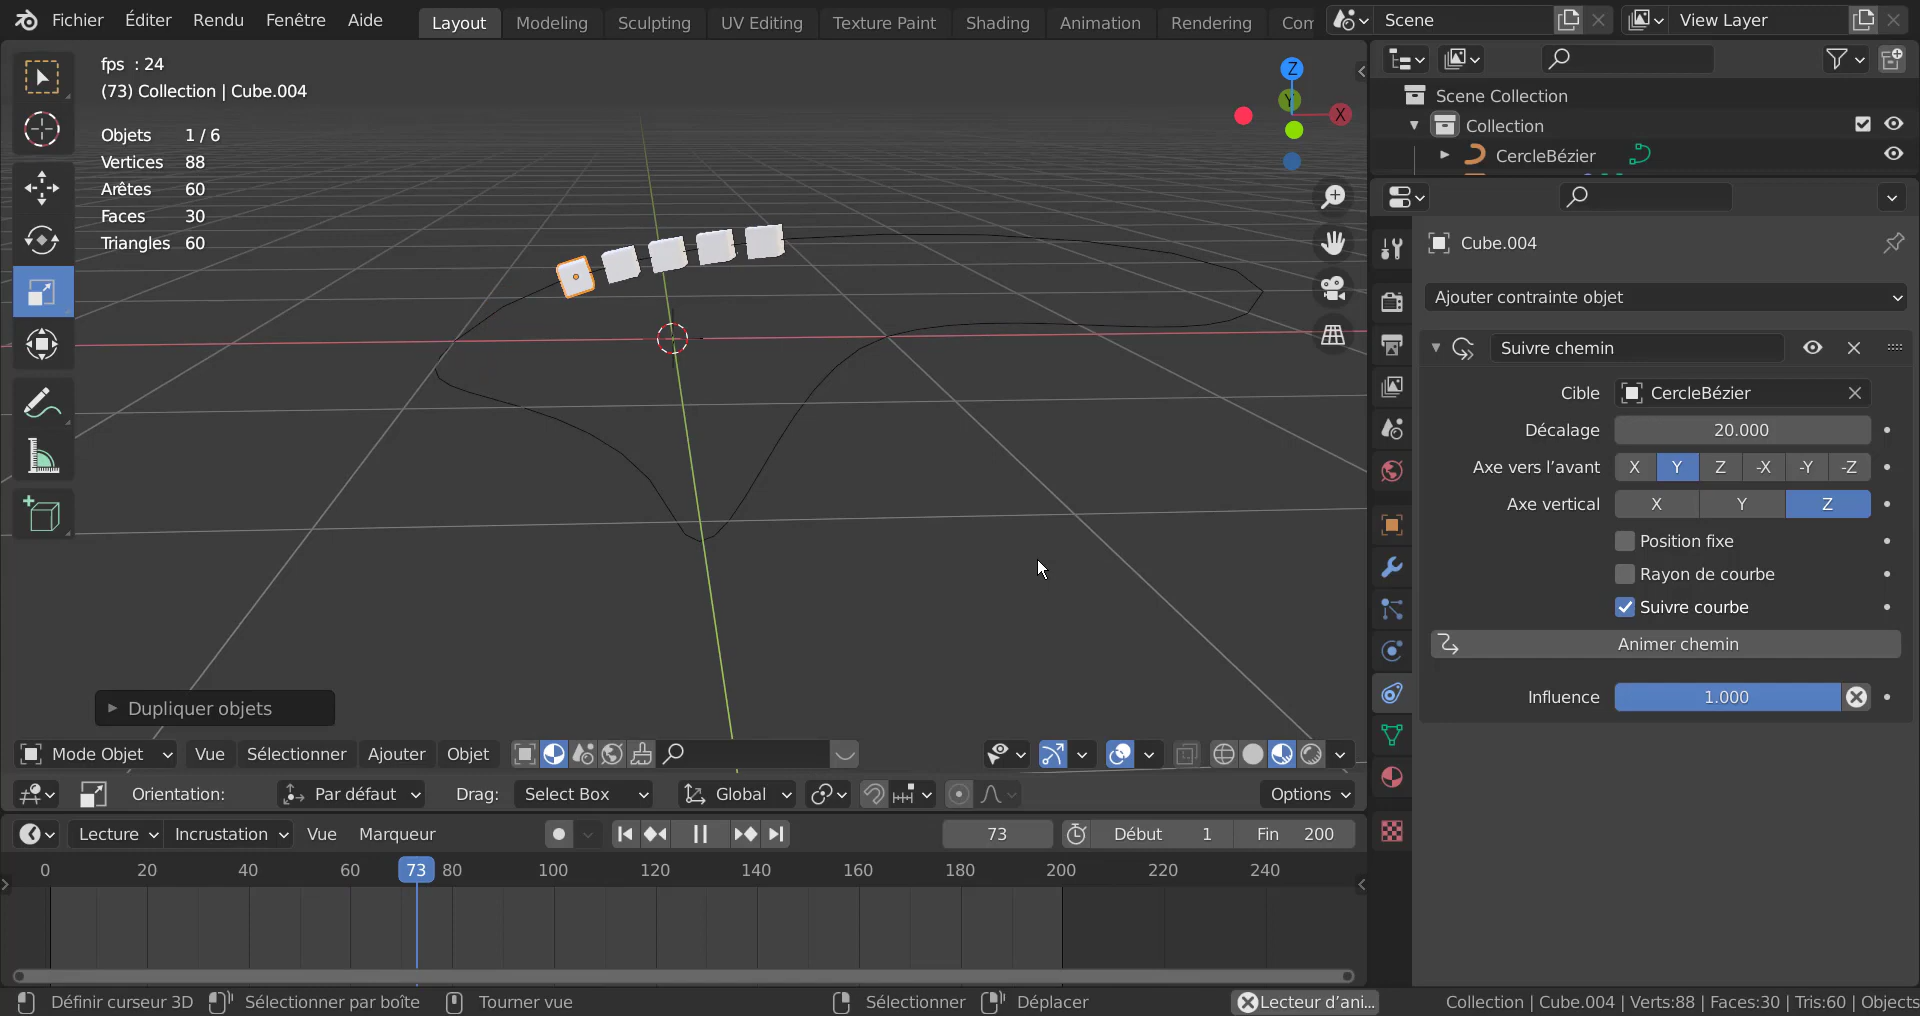 Fichier Éditer Rendu Fenêtre Aide Layout Modeling Sculpting UV Editing Texture Paint Shading Animation Rendering Scene View Layer
fps : 24
(73) Collection | Cube.004
Objets 1 / 6
Vertices 88
Arêtes 60
Faces 30
Triangles 60
Z
Y
X
Dupliquer objets
Mode Objet Vue Sélectionner Ajouter Objet
Orientation: Par défaut Drag: Select Box Global Options
Lecture Incrustation Vue Marqueur 73 Début 1 Fin 200
0 20 40 60 73 80 100 120 140 160 180 200 220 240
Scene Collection
Collection
CercleBézier
Cube.004
Ajouter contrainte objet
Suivre chemin
Cible CercleBézier
Décalage 20.000
Axe vers l’avant X Y Z -X -Y -Z
Axe vertical X Y Z
Position fixe
Rayon de courbe
Suivre courbe
Animer chemin
Influence 1.000
Définir curseur 3D Sélectionner par boîte Tourner vue Sélectionner Déplacer Lecteur d’ani... Collection | Cube.004 | Verts:88 | Faces:30 | Tris:60 | Objects